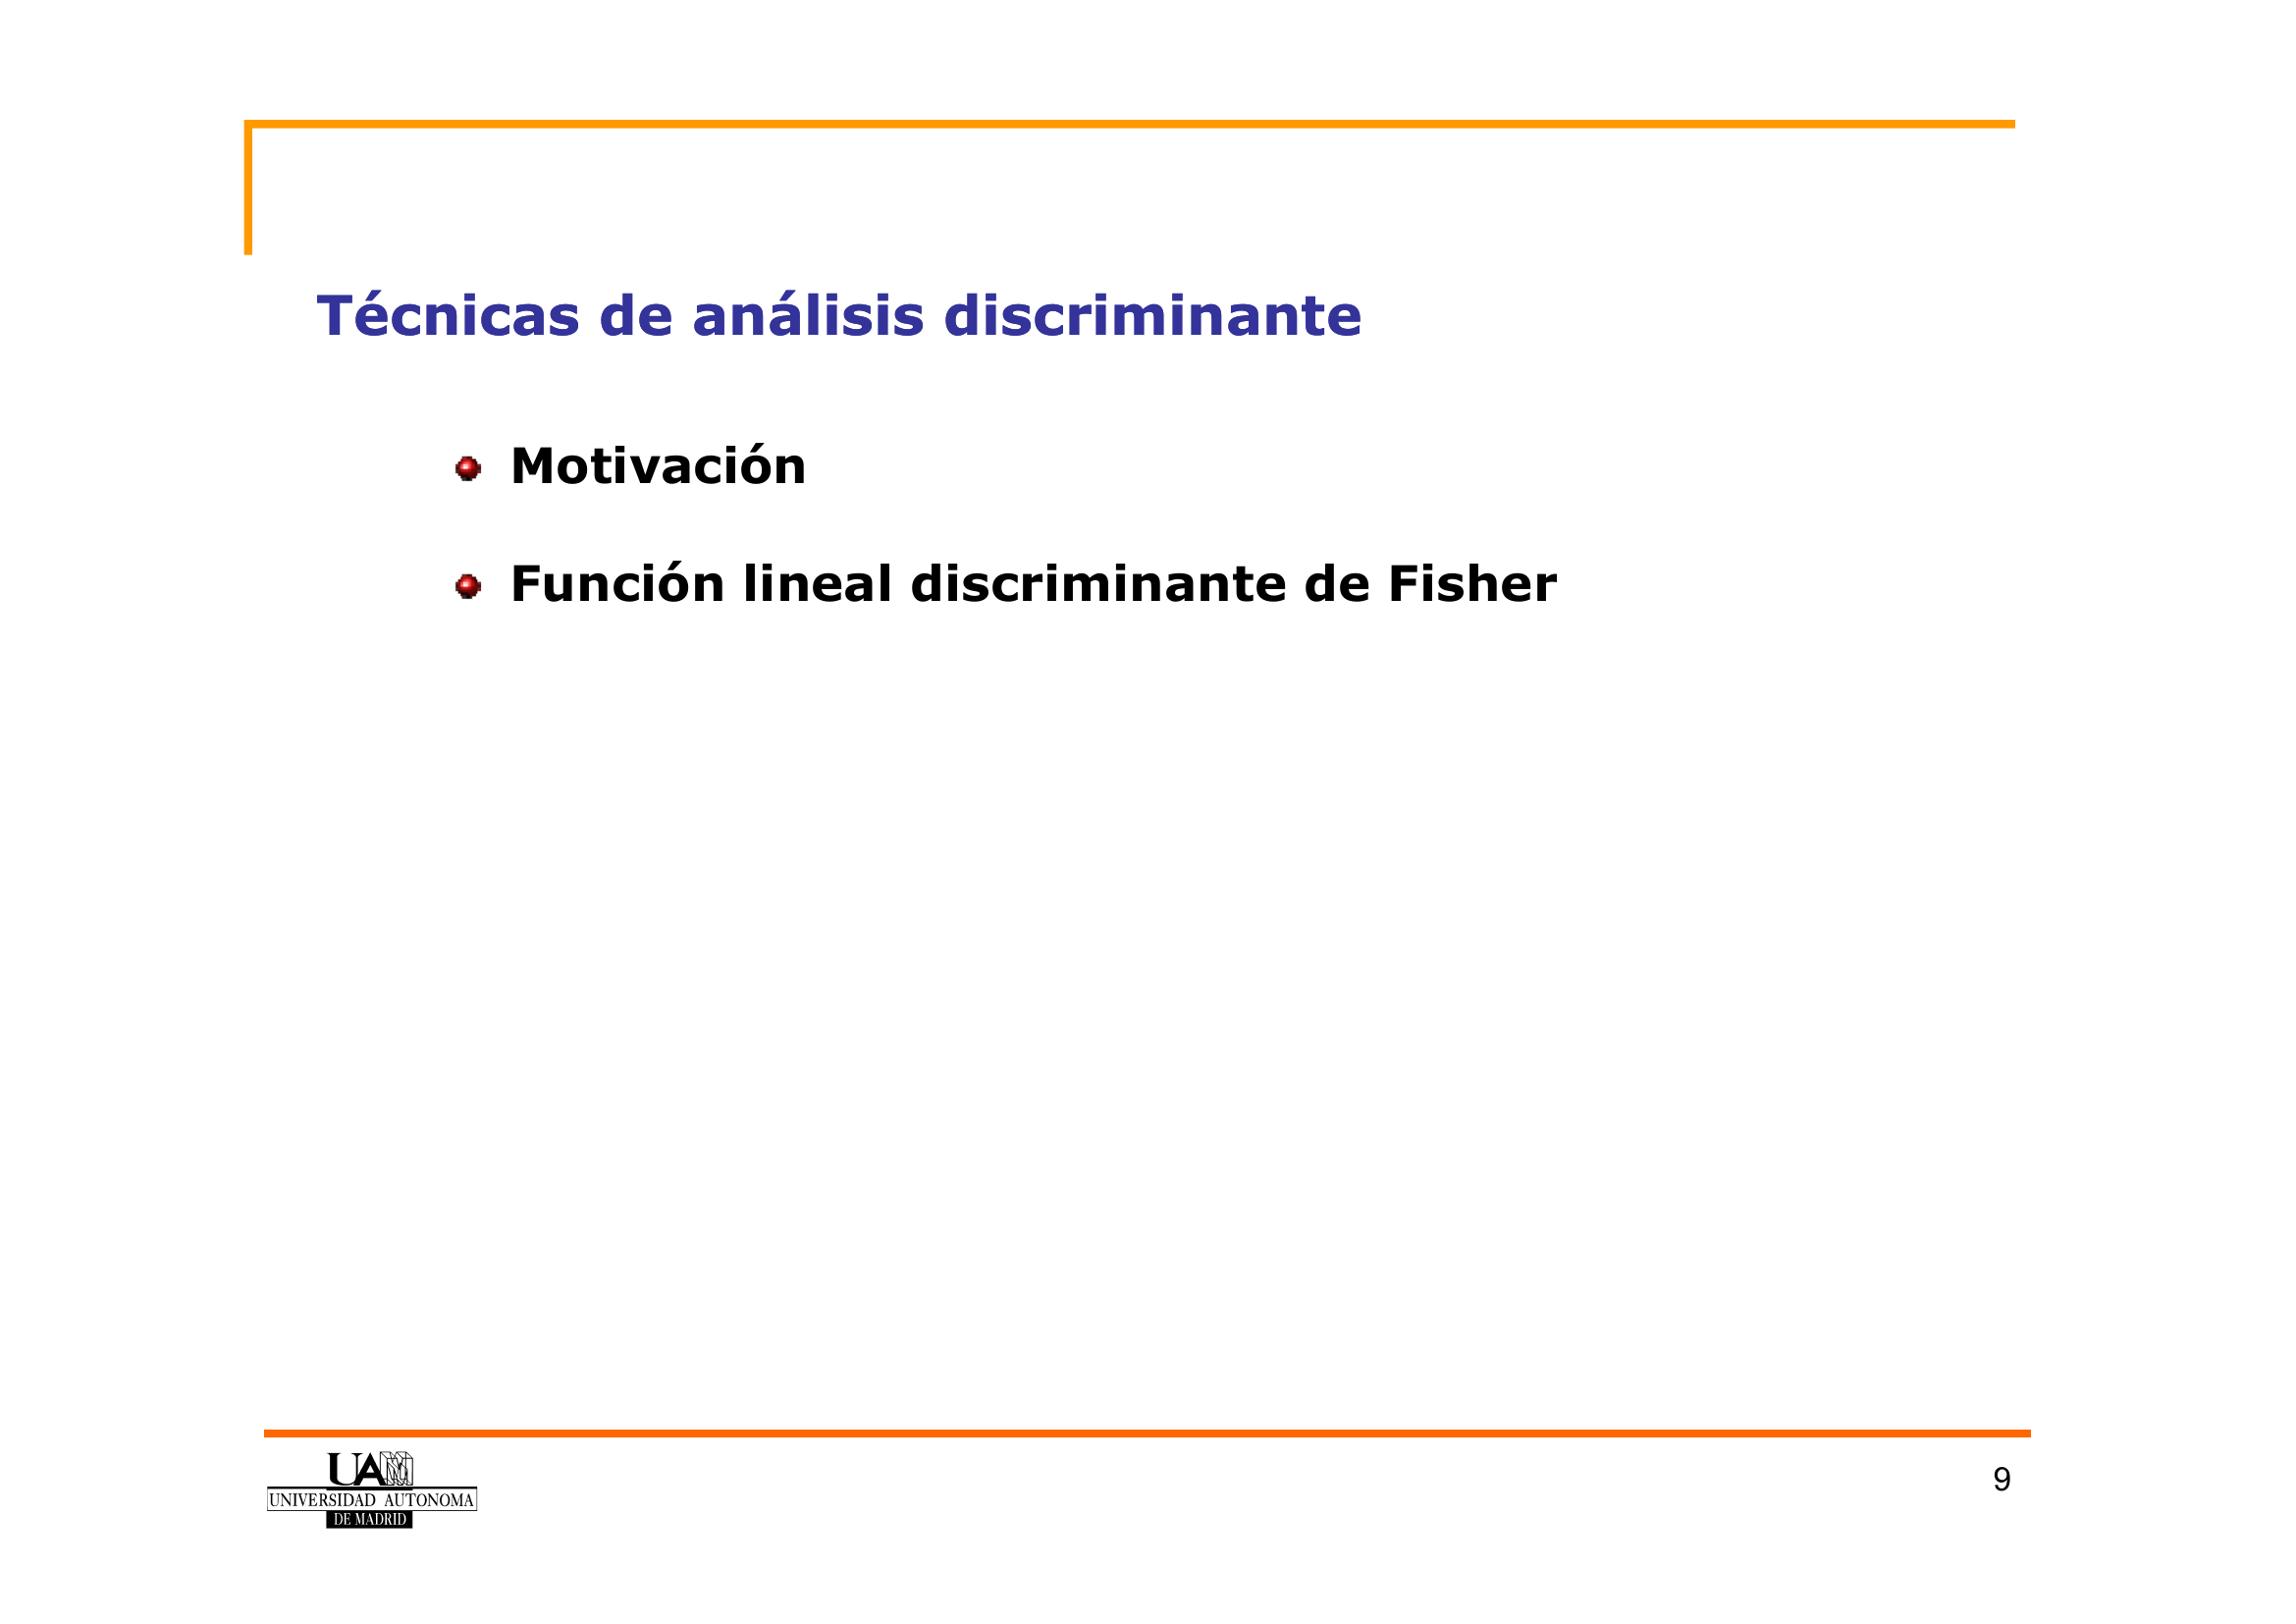 Técnicas de análisis discriminante
Motivación
Función lineal discriminante de Fisher
UAM
UNIVERSIDAD AUTONOMA
DE MADRID
9